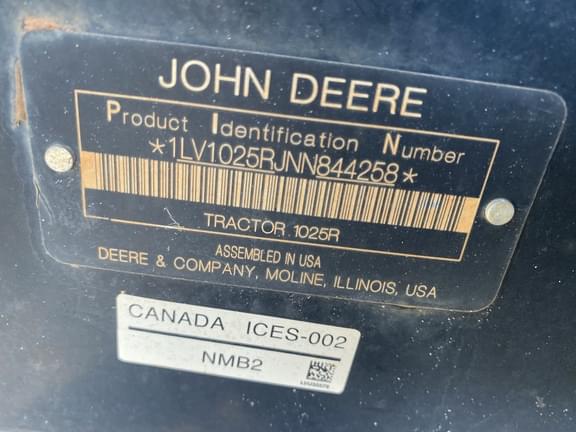 JOHN DEERE
Product Identification Number
*1LV1025RJNN844258*
TRACTOR 1025R
ASSEMBLED IN USA
DEERE & COMPANY, MOLINE, ILLINOIS, USA
CANADA ICES-002
NMB2